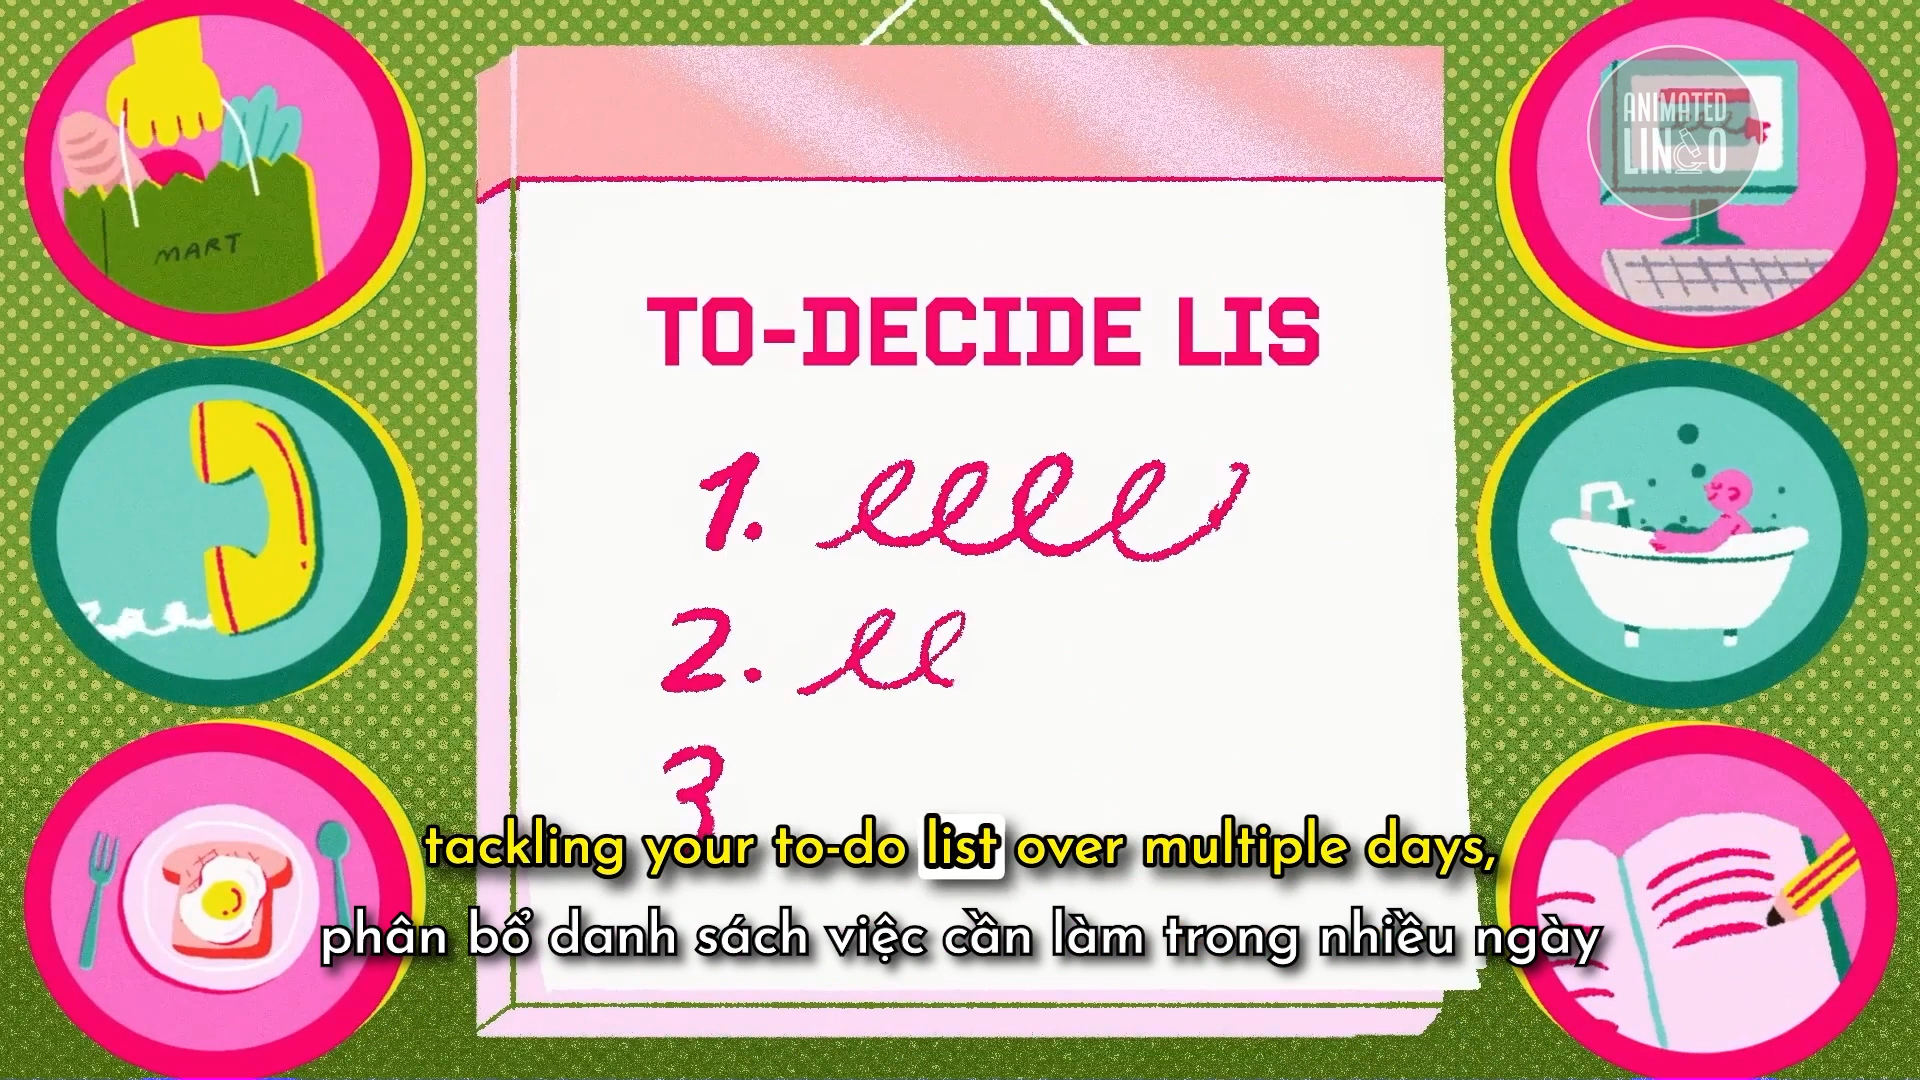 MART
ANIMATED
LINGO
TO-DECIDE LIS
1.
2.
3
tackling your to-do list over multiple days,
phân bổ danh sách việc cần làm trong nhiều ngày